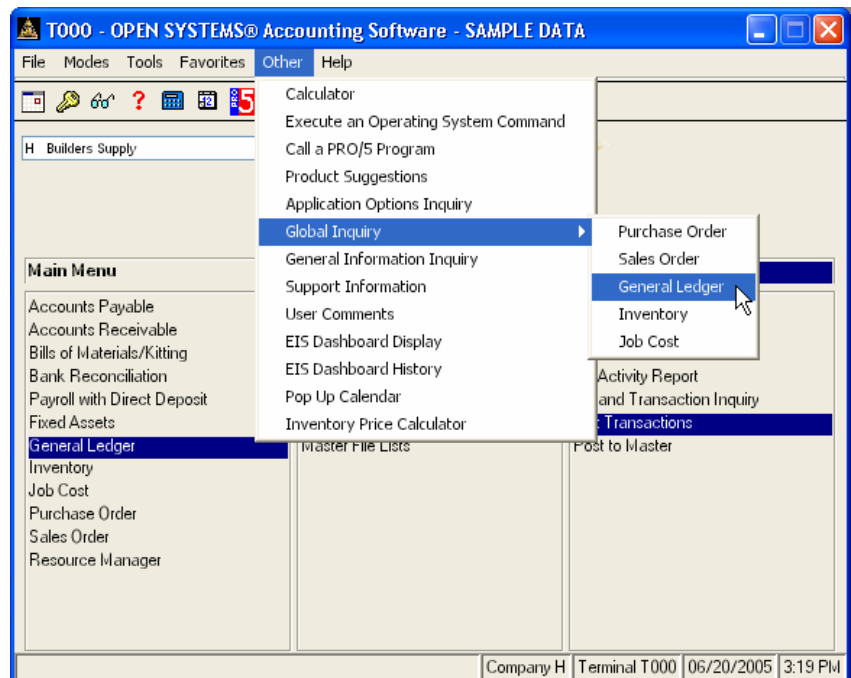 T000 - OPEN SYSTEMS® Accounting Software - SAMPLE DATA
File Modes Tools Favorites Other Help
H Builders Supply
Calculator
Execute an Operating System Command
Call a PRO/5 Program
Product Suggestions
Application Options Inquiry
Global Inquiry
General Information Inquiry
Support Information
User Comments
EIS Dashboard Display
EIS Dashboard History
Pop Up Calendar
Inventory Price Calculator
Purchase Order
Sales Order
General Ledger
Inventory
Job Cost
Main Menu
Accounts Payable
Accounts Receivable
Bills of Materials/Kitting
Bank Reconciliation
Payroll with Direct Deposit
Fixed Assets
General Ledger
Inventory
Job Cost
Purchase Order
Sales Order
Resource Manager
Master File Lists
Activity Report
and Transaction Inquiry
Transactions
Post to Master
Company H Terminal T000 06/20/2005 3:19 PM